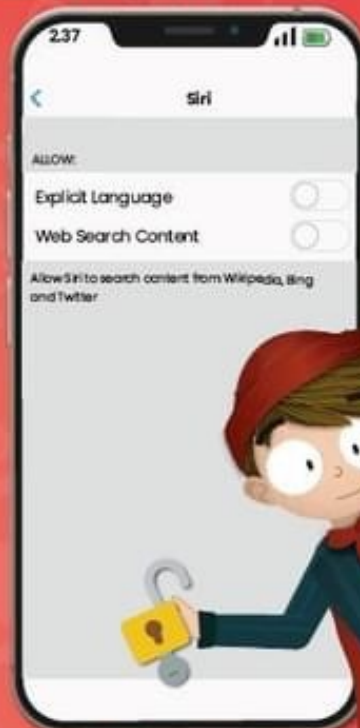 2.37
Siri
ALLOW:
Explicit Language
Web Search Content
Allow Siri to search content from Wikipedia, Bing
and Twitter